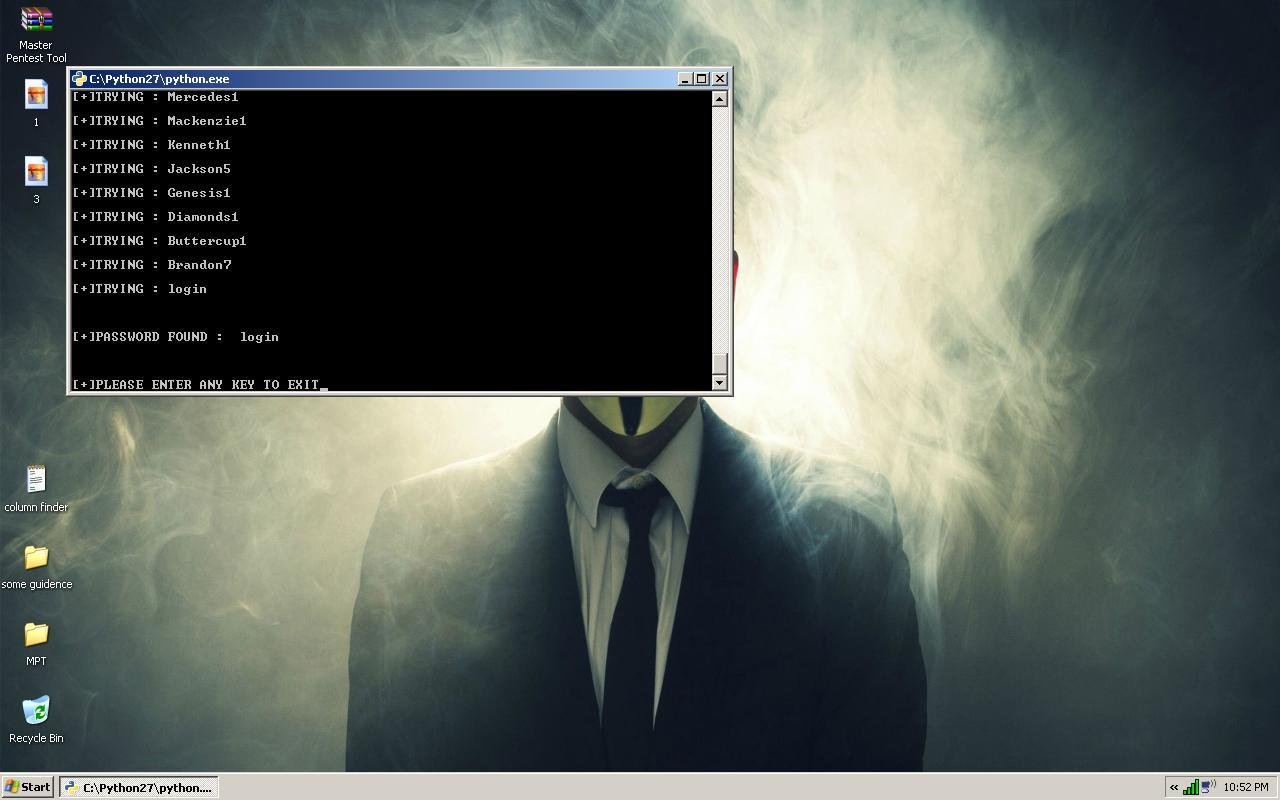 Master
Pentest Tool
1
3
column finder
some guidence
MPT
Recycle Bin
C:\Python27\python.exe
[+]TRYING : Mercedes1
[+]TRYING : Mackenzie1
[+]TRYING : Kenneth1
[+]TRYING : Jackson5
[+]TRYING : Genesis1
[+]TRYING : Diamonds1
[+]TRYING : Buttercup1
[+]TRYING : Brandon7
[+]TRYING : login
[+]PASSWORD FOUND :  login
[+]PLEASE ENTER ANY KEY TO EXIT_
Start
C:\Python27\python....
« 10:52 PM